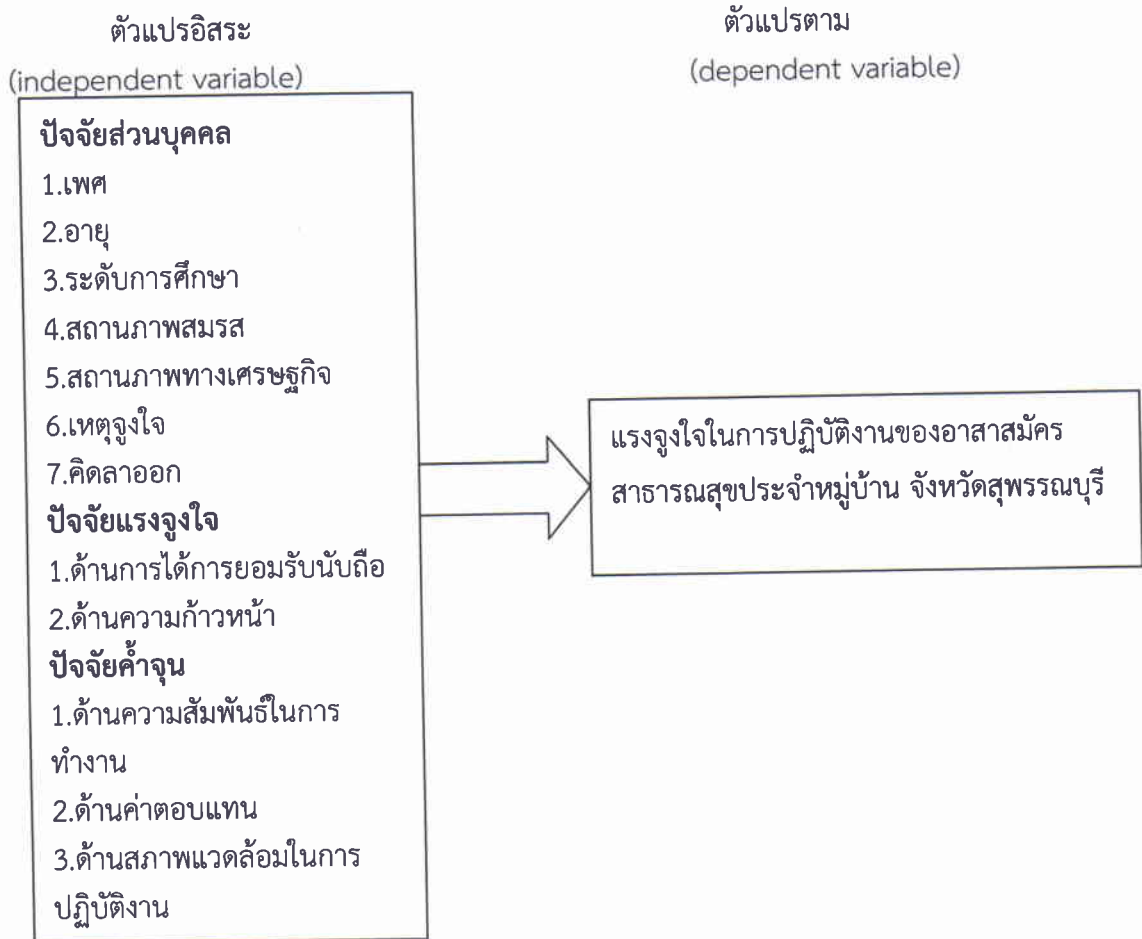 ตัวแปรอิสระ
(independent variable)
ปัจจัยส่วนบุคคล
1.เพศ
2.อายุ
3.ระดับการศึกษา
4.สถานภาพสมรส
5.สถานภาพทางเศรษฐกิจ
6.เหตุจูงใจ
7.คิดลาออก
ปัจจัยแรงจูงใจ
1.ด้านการได้การยอมรับนับถือ
2.ด้านความก้าวหน้า
ปัจจัยค้ำจุน
1.ด้านความสัมพันธ์ในการ
ทำงาน
2.ด้านค่าตอบแทน
3.ด้านสภาพแวดล้อมในการ
ปฏิบัติงาน
ตัวแปรตาม
(dependent variable)
แรงจูงใจในการปฏิบัติงานของอาสาสมัคร
สาธารณสุขประจำหมู่บ้าน จังหวัดสุพรรณบุรี